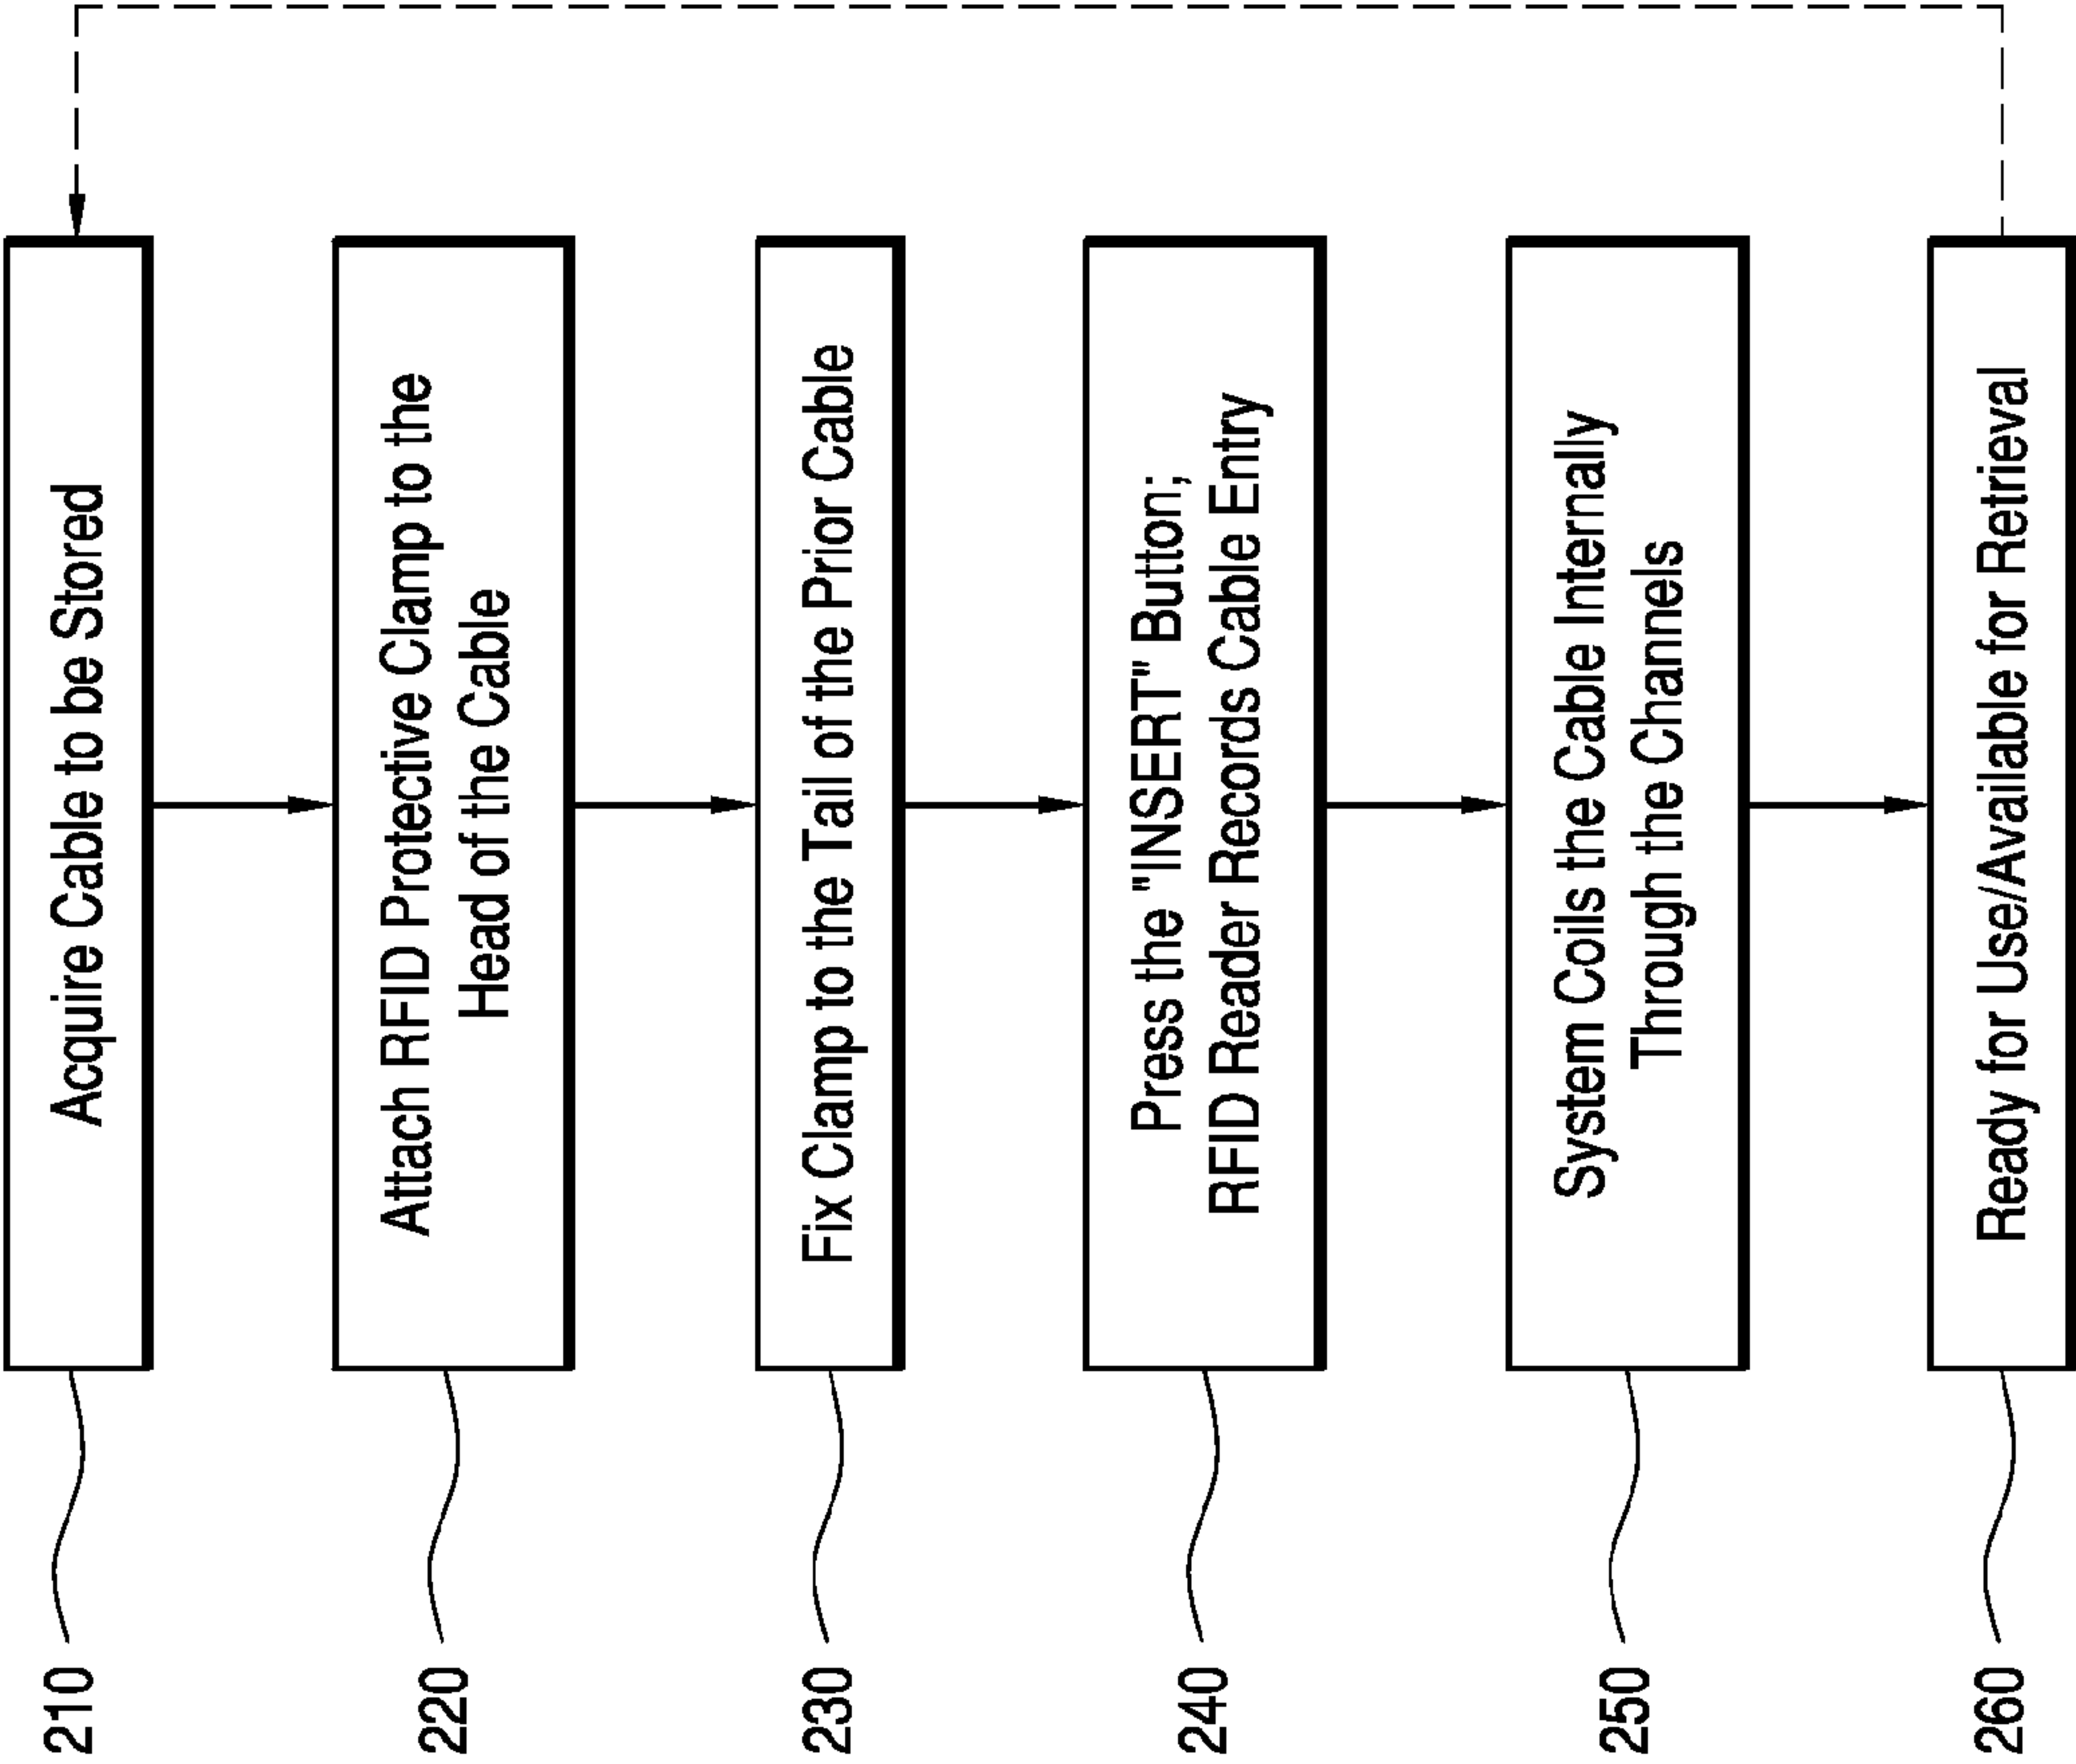 210
Acquire Cable to be Stored
220
Attach RFID Protective Clamp to the
Head of the Cable
230
Fix Clamp to the Tail of the Prior Cable
240
Press the "INSERT" Button;
RFID Reader Records Cable Entry
250
System Coils the Cable Internally
Through the Channels
260
Ready for Use/Available for Retrieval